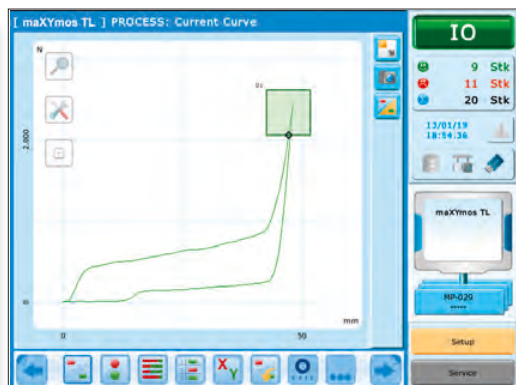 [ maXYmos TL ] PROCESS: Current Curve
IO
9 Stk
11 Stk
20 Stk
13/01/19
18:54.36
maXYmos TL
MP-029
*****
Setup
Service
N
2.000
0
0
50
mm
X Y